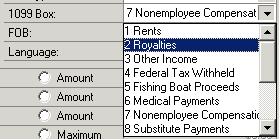 1099 Box: 7 Nonemployee Compensat
FOB: 1 Rents
2 Royalties
Language: 3 Other Income
4 Federal Tax Withheld
Amount 5 Fishing Boat Proceeds
6 Medical Payments
Amount 7 Nonemployee Compensation
Amount 8 Substitute Payments
Maximum